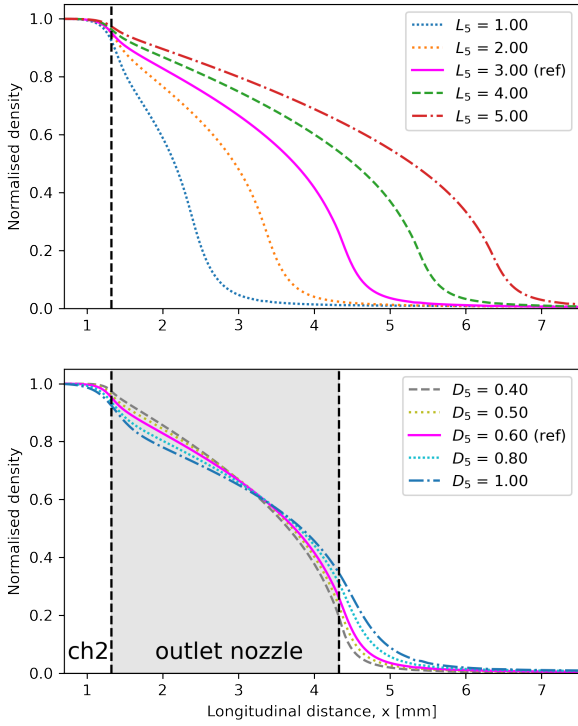 1.0
0.8
0.6
0.4
0.2
0.0
Normalised density
L5 = 1.00
L5 = 2.00
L5 = 3.00 (ref)
L5 = 4.00
L5 = 5.00
1 2 3 4 5 6 7
1.0
0.8
0.6
0.4
0.2
0.0
Normalised density
D5 = 0.40
D5 = 0.50
D5 = 0.60 (ref)
D5 = 0.80
D5 = 1.00
ch2 outlet nozzle
1 2 3 4 5 6 7
Longitudinal distance, x [mm]